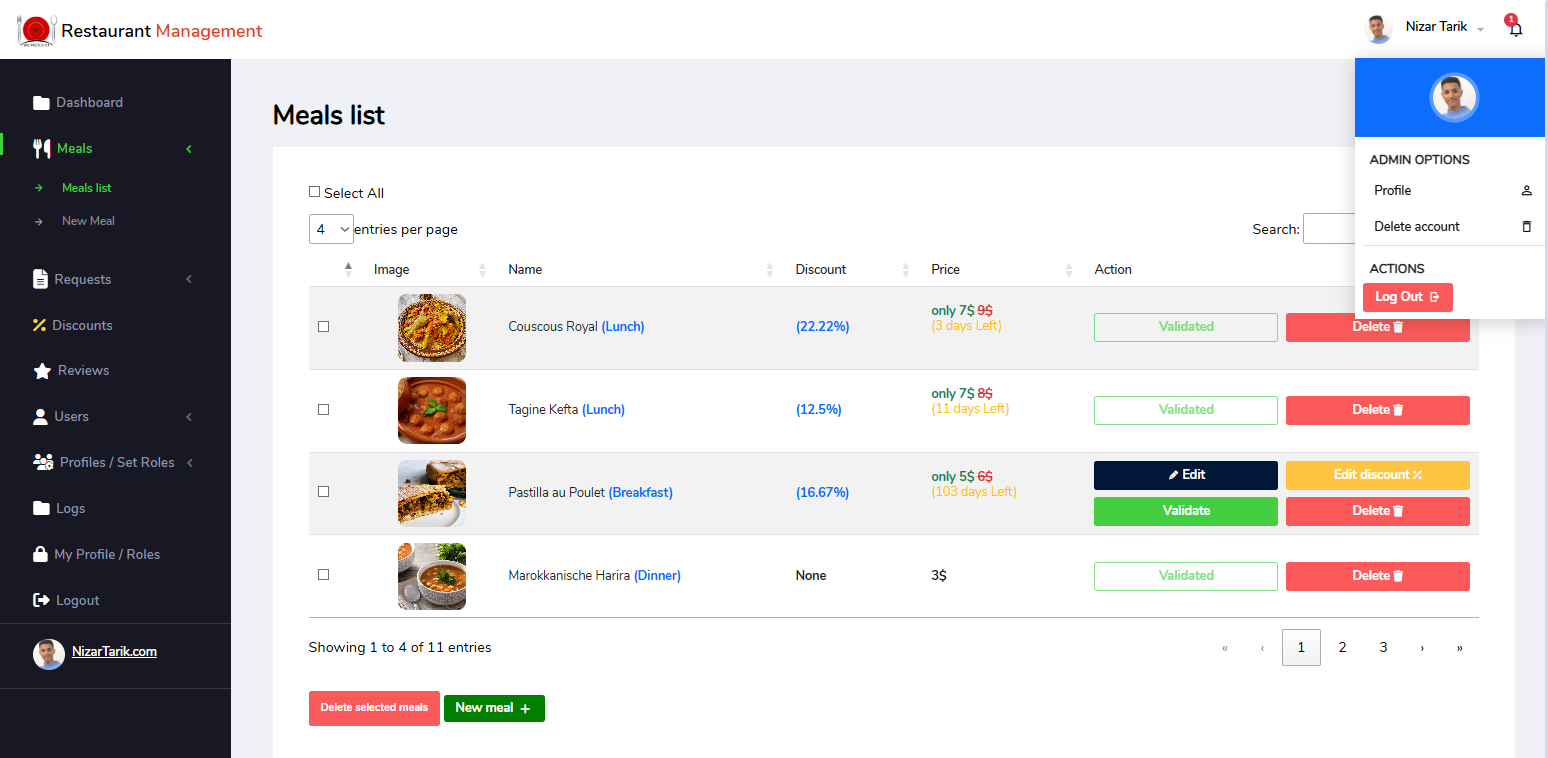 Restaurant Management
Nizar Tarik
1
Dashboard
Meals
Meals list
New Meal
Requests
Discounts
Reviews
Users
Profiles / Set Roles
Logs
My Profile / Roles
Logout
NizarTarik.com
Meals list
Select All
4 entries per page
Search:
Image Name Discount Price Action
Couscous Royal (Lunch) (22.22%) only 7$ 9$
(3 days Left)
Validated Delete
Tagine Kefta (Lunch) (12.5%) only 7$ 8$
(11 days Left)
Validated Delete
Pastilla au Poulet (Breakfast) (16.67%) only 5$ 6$
(103 days Left)
Edit Edit discount
Validate Delete
Marokkanische Harira (Dinner) None 3$ Validated Delete
Showing 1 to 4 of 11 entries
« ‹ 1 2 3 › »
Delete selected meals New meal +
ADMIN OPTIONS
Profile
Delete account
ACTIONS
Log Out